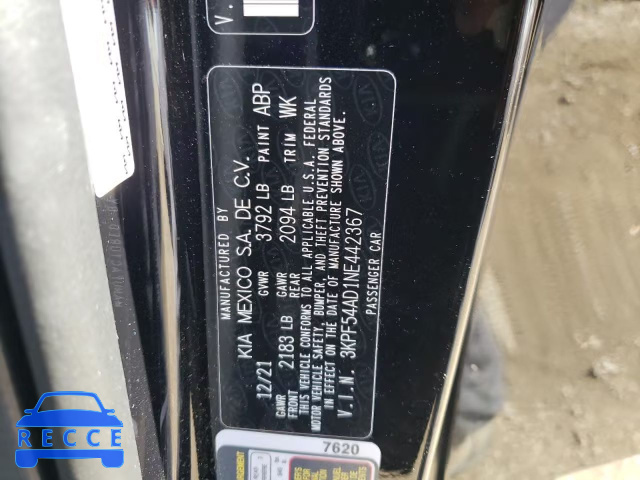 V.
MANUFACTURED BY
KIA MEXICO S.A. DE C.V.
12/21 GVWR 3792 LB PAINT ABP
GAWR FRONT 2183 LB GAWR REAR 2094 LB TRIM WK
THIS VEHICLE CONFORMS TO ALL APPLICABLE U.S.A. FEDERAL
MOTOR VEHICLE SAFETY, BUMPER, AND THEFT PREVENTION STANDARDS
IN EFFECT ON THE DATE OF MANUFACTURE SHOWN ABOVE.
V.I.N. 3KPF54AD1NE442367
PASSENGER CAR
7620
RECCE